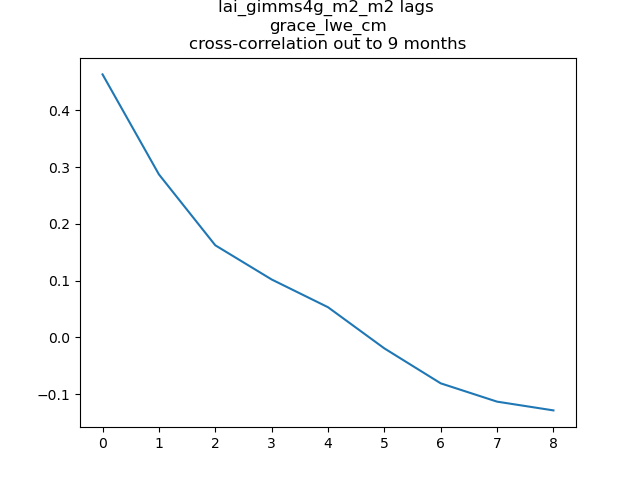 lai_gimms4g_m2_m2 lags
grace_lwe_cm
cross-correlation out to 9 months
0.4
0.3
0.2
0.1
0.0
−0.1
0 1 2 3 4 5 6 7 8